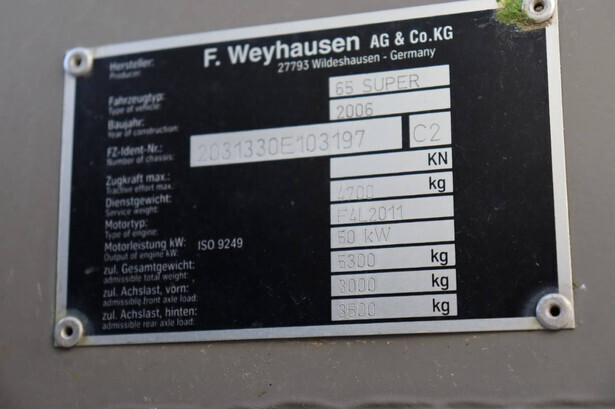 Hersteller: F. Weyhausen AG & Co.KG
Producer: 27793 Wildeshausen - Germany
Fahrzeugtyp: 65 SUPER
Type of vehicle:
Baujahr: 2006
Year of construction:
FZ-Ident-Nr.: 2031330E103197 C2
Number of chassis:
Zugkraft max.: KN
Tractive effort max.:
Dienstgewicht: 4700 kg
Service weight:
Motortyp: F4L2011
Type of engine:
Motorleistung kW: ISO 9249 50 kW
Output of engine kW:
zul. Gesamtgewicht: 5300 kg
admissible total weight:
zul. Achslast, vorn: 3000 kg
admissible front axle load:
zul. Achslast, hinten: 3500 kg
admissible rear axle load: